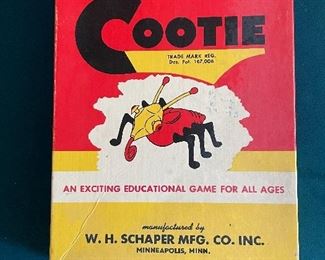 COOTIE
TRADE MARK REG.
Des. Pat. 167,006
AN EXCITING EDUCATIONAL GAME FOR ALL AGES
manufactured by
W. H. SCHAPER MFG. CO. INC.
MINNEAPOLIS, MINN.